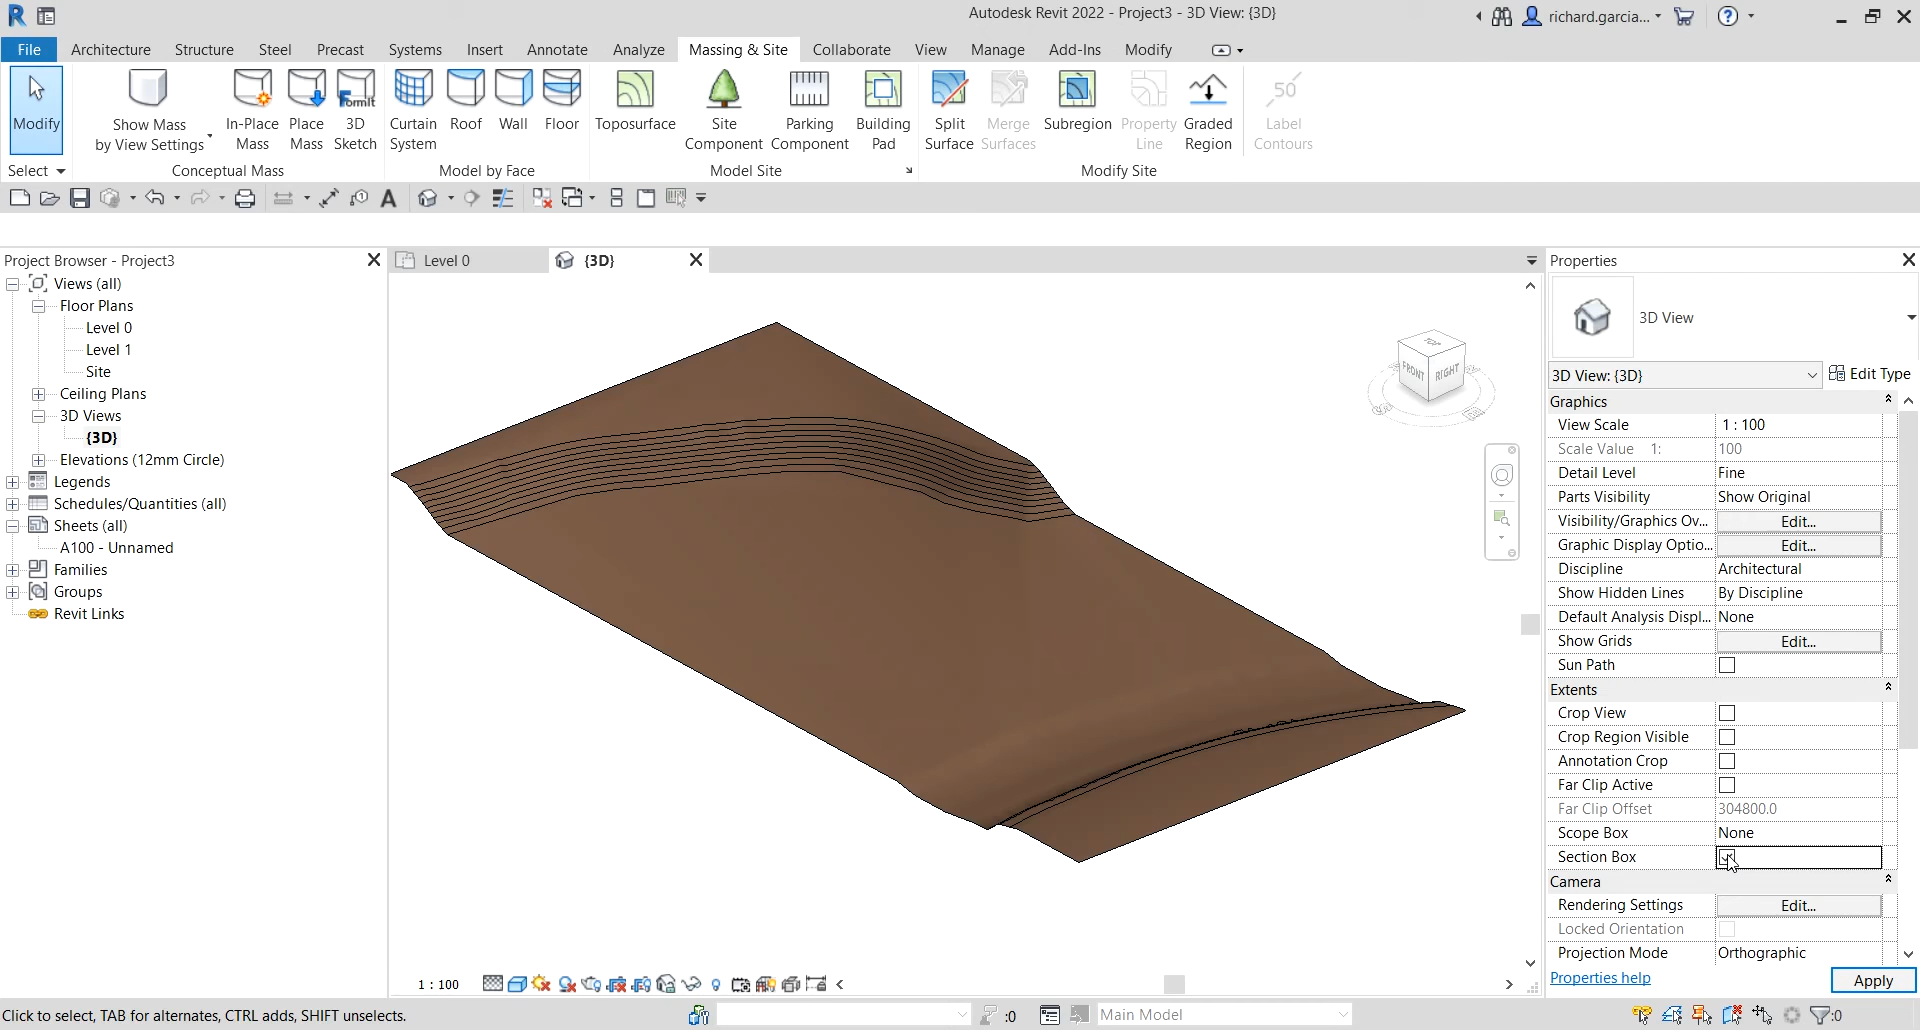 Autodesk Revit 2022 - Project3 - 3D View: {3D}
richard.garcia...
File Architecture Structure Steel Precast Systems Insert Annotate Analyze Massing & Site Collaborate View Manage Add-Ins Modify
Modify
Show Mass
by View Settings
In-Place
Mass
Place
Mass
FormIt
3D
Sketch
Curtain
System
Roof
Wall
Floor
Toposurface
Site
Component
Parking
Component
Building
Pad
Split
Surface
Merge
Surfaces
Subregion
Property
Line
Graded
Region
50
Label
Contours
Select
Conceptual Mass
Model by Face
Model Site
Modify Site
Project Browser - Project3
Views (all)
Floor Plans
Level 0
Level 1
Site
Ceiling Plans
3D Views
{3D}
Elevations (12mm Circle)
Legends
Schedules/Quantities (all)
Sheets (all)
A100 - Unnamed
Families
Groups
Revit Links
Level 0
{3D}
TOP
FRONT
RIGHT
Properties
3D View
3D View: {3D}
Edit Type
Graphics
View Scale 1 : 100
Scale Value 1: 100
Detail Level Fine
Parts Visibility Show Original
Visibility/Graphics Ov... Edit...
Graphic Display Optio... Edit...
Discipline Architectural
Show Hidden Lines By Discipline
Default Analysis Displ... None
Show Grids Edit...
Sun Path
Extents
Crop View
Crop Region Visible
Annotation Crop
Far Clip Active
Far Clip Offset 304800.0
Scope Box None
Section Box
Camera
Rendering Settings Edit...
Locked Orientation
Projection Mode Orthographic
Properties help
Apply
1 : 100
Click to select, TAB for alternates, CTRL adds, SHIFT unselects.
:0
Main Model
:0